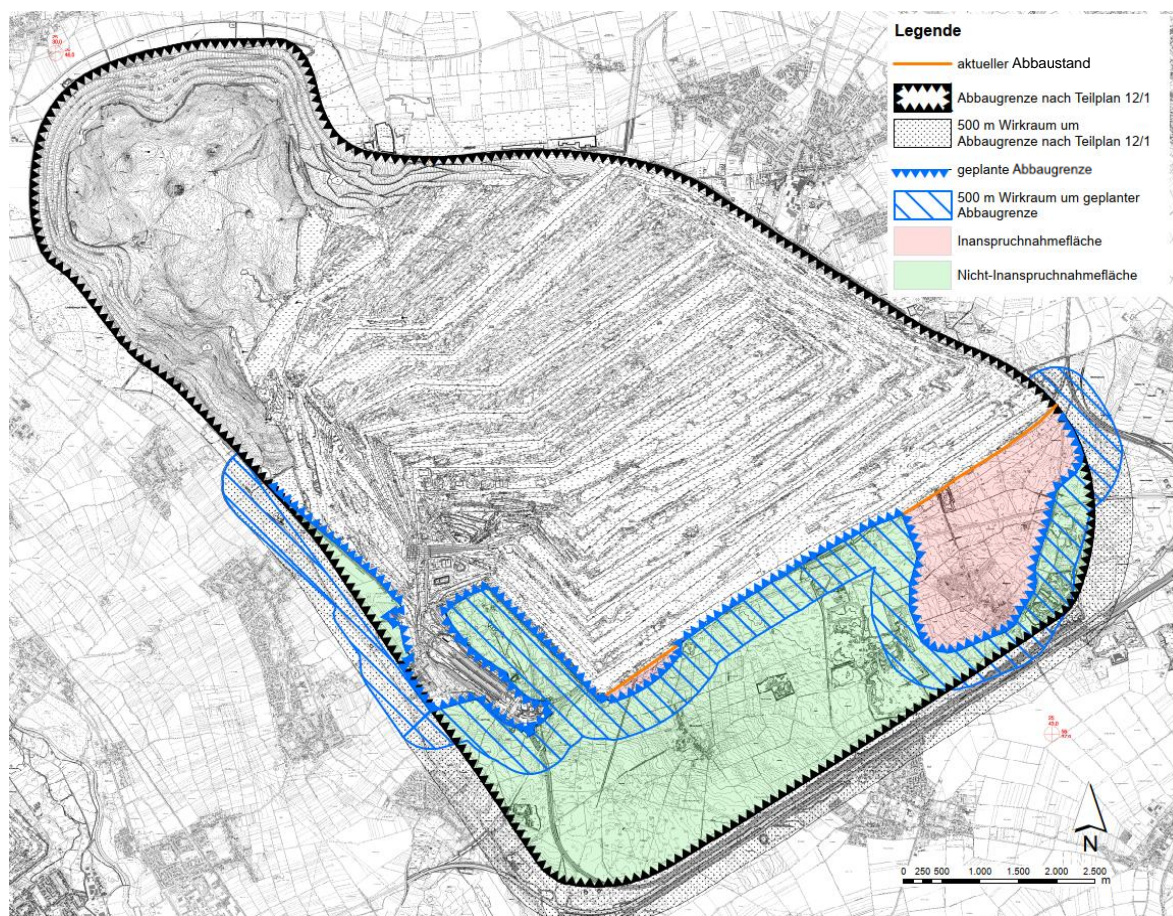 Legende
aktueller Abbaustand
Abbaugrenze nach Teilplan 12/1
500 m Wirkraum um
Abbaugrenze nach Teilplan 12/1
geplante Abbaugrenze
500 m Wirkraum um geplanter
Abbaugrenze
Inanspruchnahmefläche
Nicht-Inanspruchnahmefläche
N
0 250 500 1.000 1.500 2.000 2.500
m